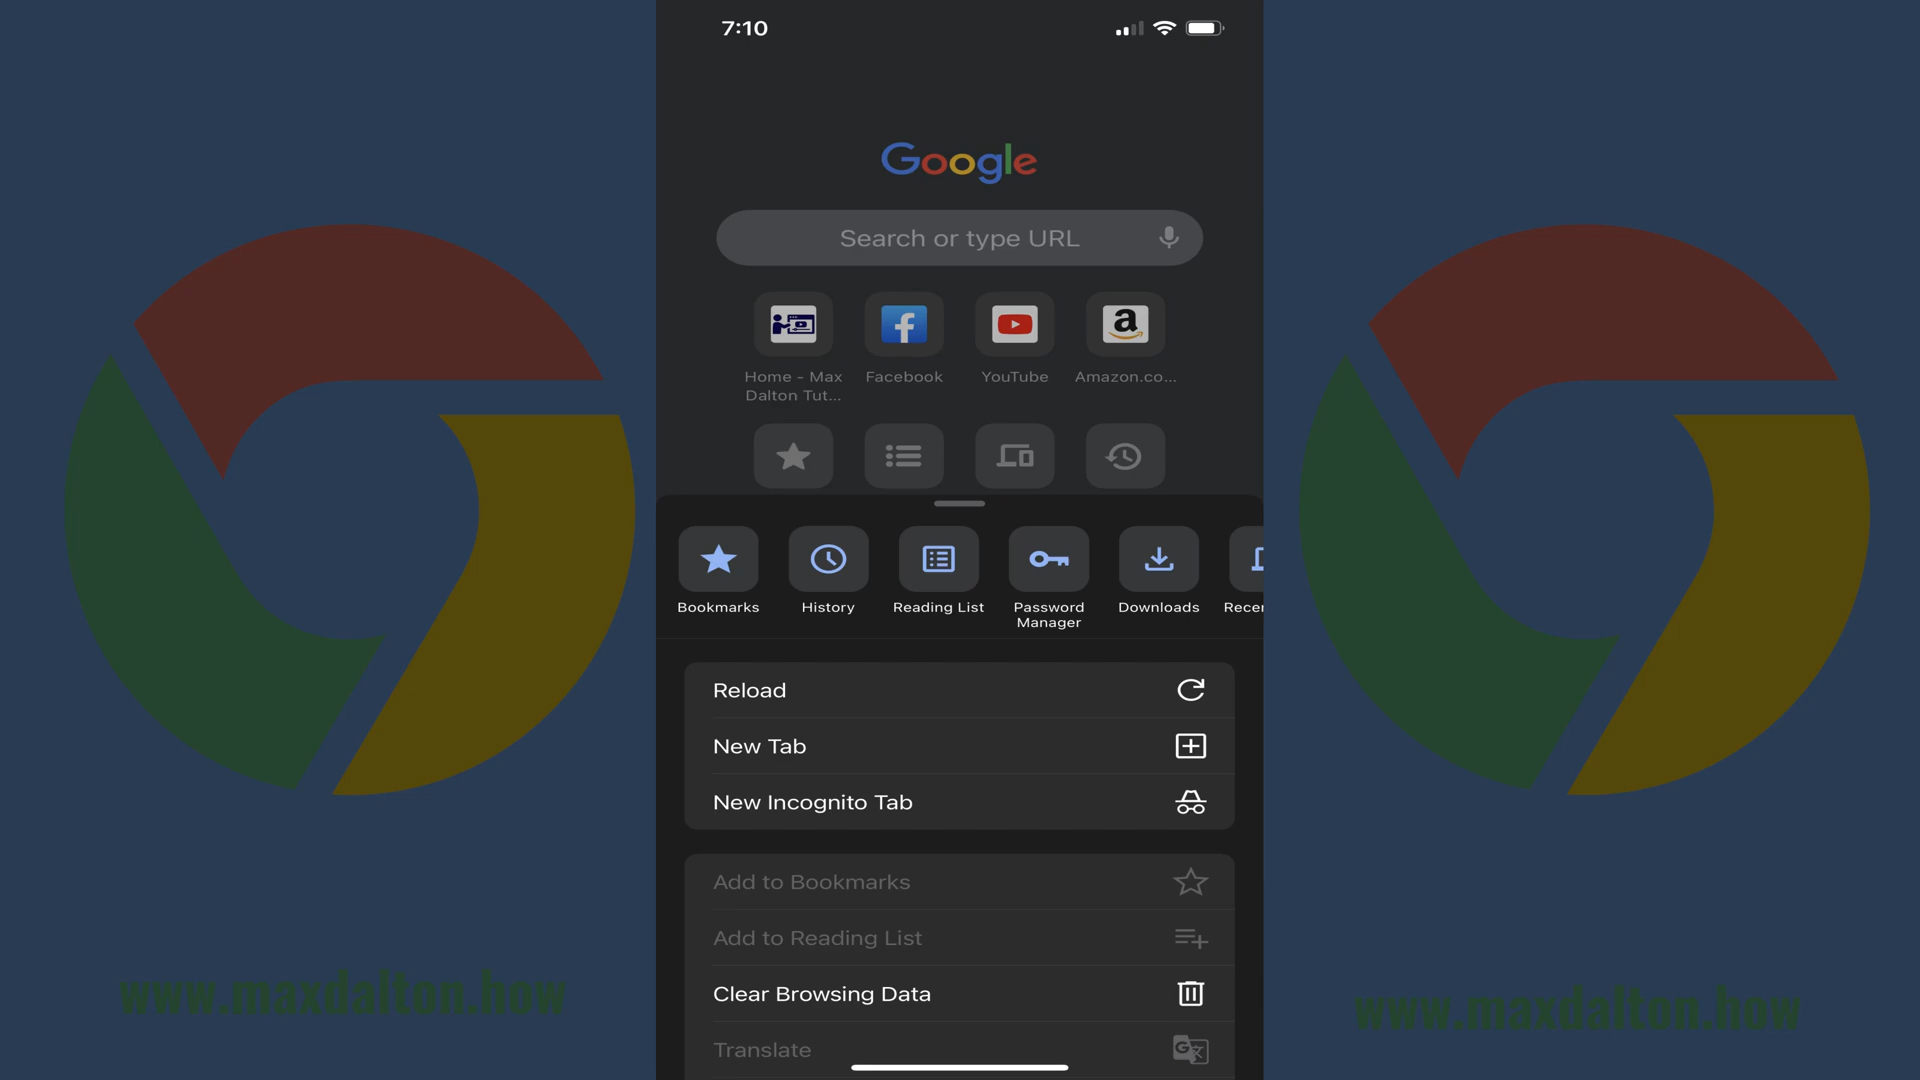 7:10
Google
Search or type URL
Home - Max
Dalton Tut...
Facebook
YouTube
Amazon.co...
Bookmarks
History
Reading List
Password
Manager
Downloads
Recen
Reload
New Tab
New Incognito Tab
Add to Bookmarks
Add to Reading List
Clear Browsing Data
Translate
www.maxdalton.how
www.maxdalton.how